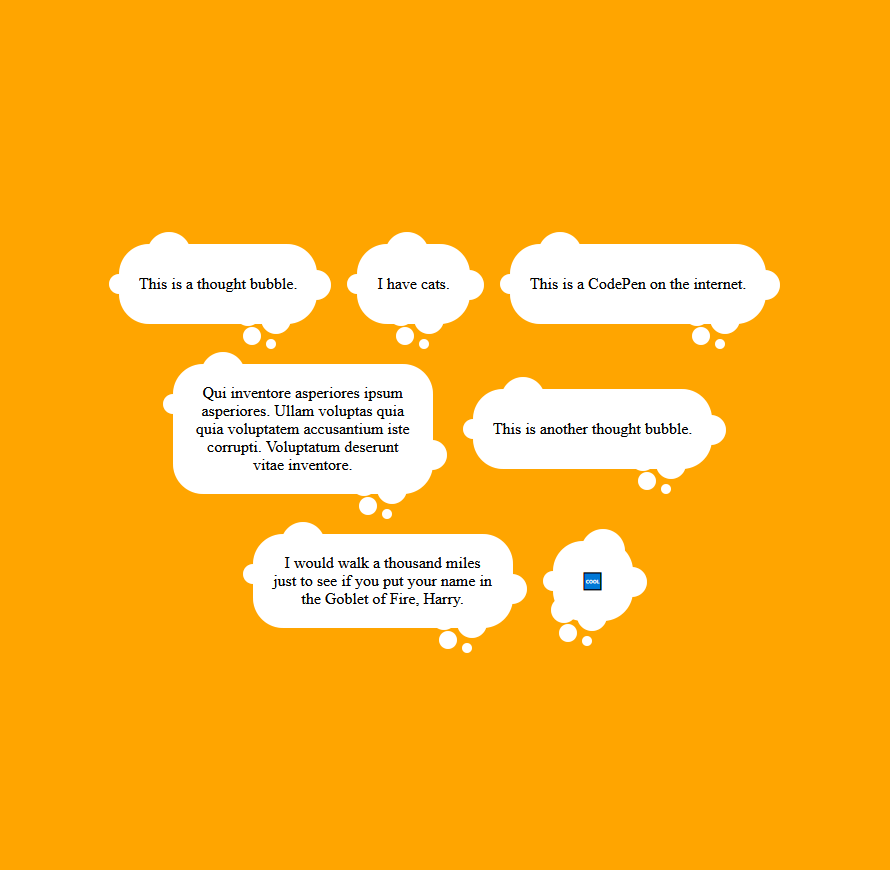 This is a thought bubble.
I have cats.
This is a CodePen on the internet.
Qui inventore asperiores ipsum
asperiores. Ullam voluptas quia
quia voluptatem accusantium iste
corrupti. Voluptatum deserunt
vitae inventore.
This is another thought bubble.
I would walk a thousand miles
just to see if you put your name in
the Goblet of Fire, Harry.
COOL